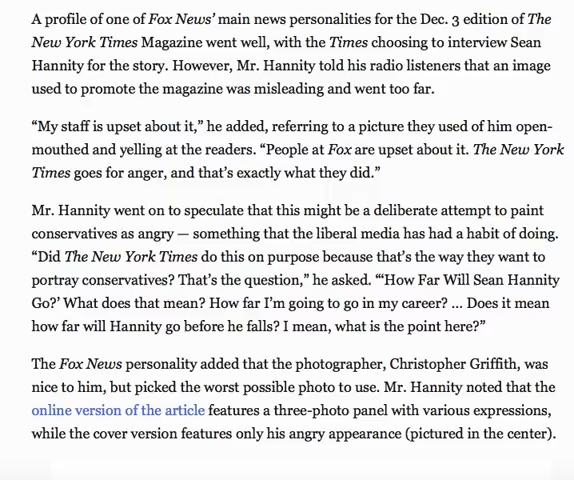 A profile of one of Fox News’ main news personalities for the Dec. 3 edition of The
New York Times Magazine went well, with the Times choosing to interview Sean
Hannity for the story. However, Mr. Hannity told his radio listeners that an image
used to promote the magazine was misleading and went too far.
“My staff is upset about it,” he added, referring to a picture they used of him open-
mouthed and yelling at the readers. “People at Fox are upset about it. The New York
Times goes for anger, and that’s exactly what they did.”
Mr. Hannity went on to speculate that this might be a deliberate attempt to paint
conservatives as angry — something that the liberal media has had a habit of doing.
“Did The New York Times do this on purpose because that’s the way they want to
portray conservatives? That’s the question,” he asked. “‘How Far Will Sean Hannity
Go?’ What does that mean? How far I’m going to go in my career? ... Does it mean
how far will Hannity go before he falls? I mean, what is the point here?”
The Fox News personality added that the photographer, Christopher Griffith, was
nice to him, but picked the worst possible photo to use. Mr. Hannity noted that the
online version of the article features a three-photo panel with various expressions,
while the cover version features only his angry appearance (pictured in the center).